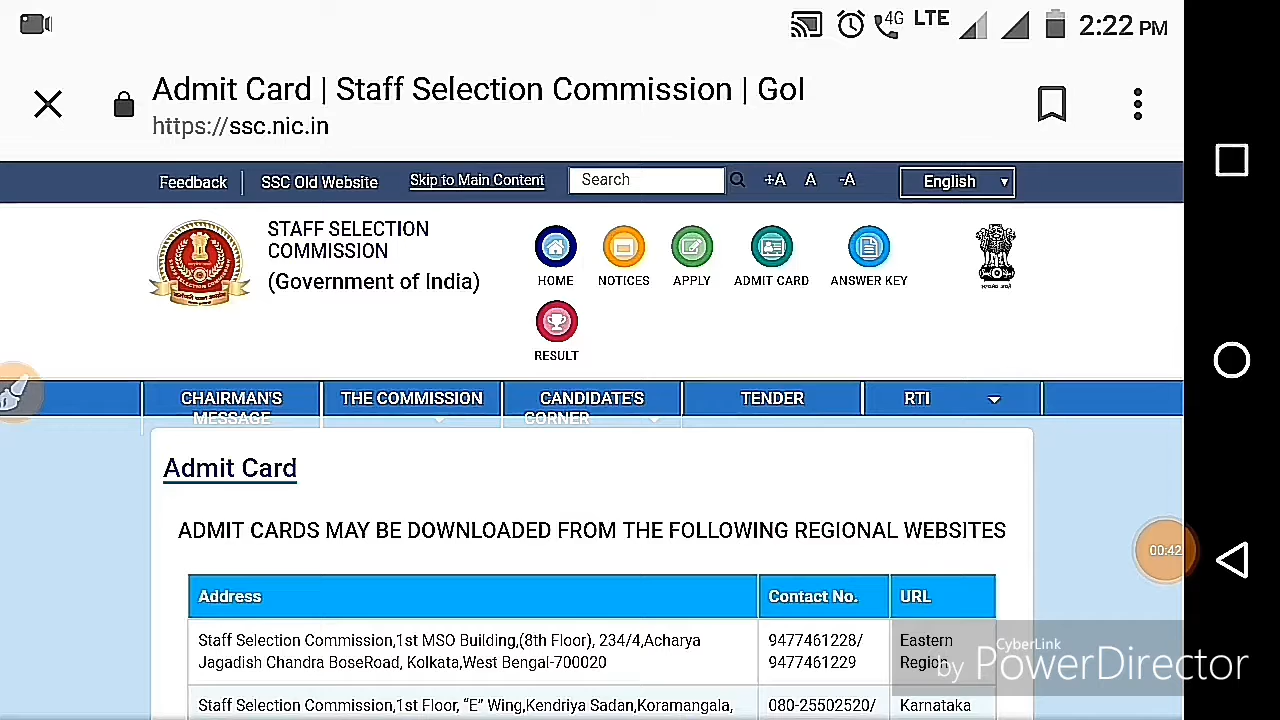 4G LTE 2:22 PM
Admit Card | Staff Selection Commission | GoI
https://ssc.nic.in
Feedback SSC Old Website Skip to Main Content Search +A A -A English
STAFF SELECTION
COMMISSION
(Government of India)
HOME NOTICES APPLY ADMIT CARD ANSWER KEY
RESULT
CHAIRMAN'S MESSAGE THE COMMISSION CANDIDATE'S CORNER TENDER RTI
Admit Card
ADMIT CARDS MAY BE DOWNLOADED FROM THE FOLLOWING REGIONAL WEBSITES
00:42
Address Contact No. URL
Staff Selection Commission,1st MSO Building,(8th Floor), 234/4,Acharya 9477461228/ Eastern
Jagadish Chandra BoseRoad, Kolkata,West Bengal-700020 9477461229 Region
CyberLink
by PowerDirector
Staff Selection Commission,1st Floor, “E” Wing,Kendriya Sadan,Koramangala, 080-25502520/ Karnataka